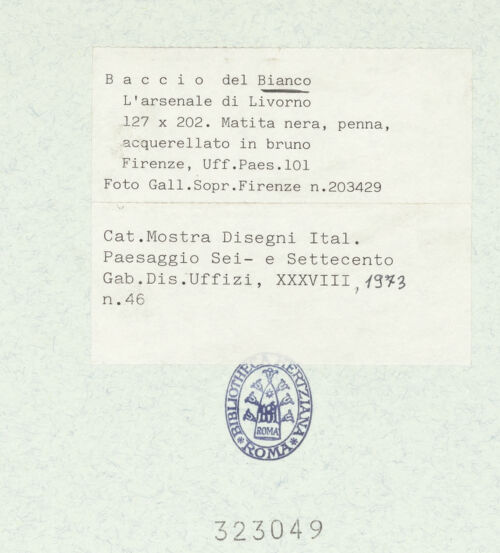 B a c c i o del Bianco
L'arsenale di Livorno
127 x 202. Matita nera, penna,
acquerellato in bruno
Firenze, Uff.Paes.101
Foto Gall.Sopr.Firenze n.203429
Cat.Mostra Disegni Ital.
Paesaggio Sei- e Settecento
Gab.Dis.Uffizi, XXXVIII, 1973
n.46
BIBLIOTHECA HERTZIANA
ROMA
* ROMA *
323049